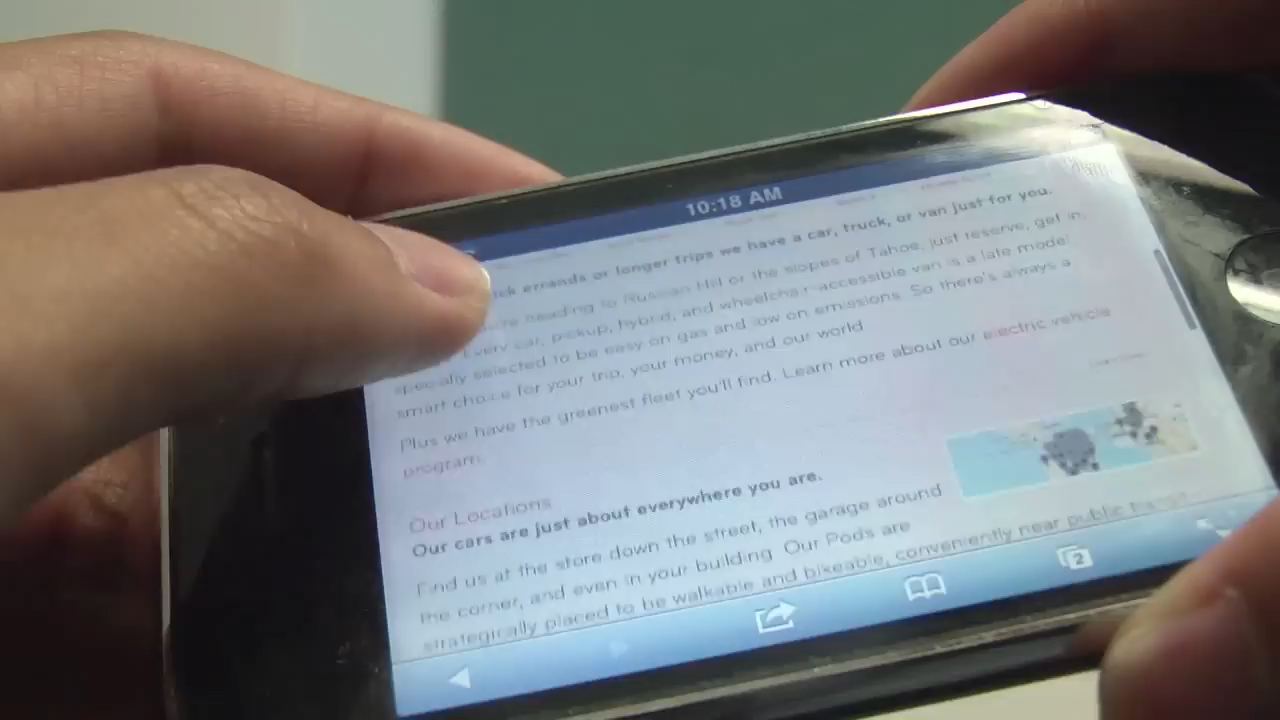 10:18 AM
errands or longer trips we have a car, truck, or van just for you.
heading to Russian Hill or the slopes of Tahoe, just reserve, get in,
Every car, pickup, hybrid, and wheelchair-accessible van is a late model
specially selected to be easy on gas and low on emissions. So there's always a
smart choice for your trip, your money, and our world
Plus we have the greenest fleet you'll find. Learn more about our electric vehicle
program.
Our Locations
Our cars are just about everywhere you are.
Find us at the store down the street, the garage around
the corner, and even in your building. Our Pods are
strategically placed to be walkable and bikeable, conveniently near public
2